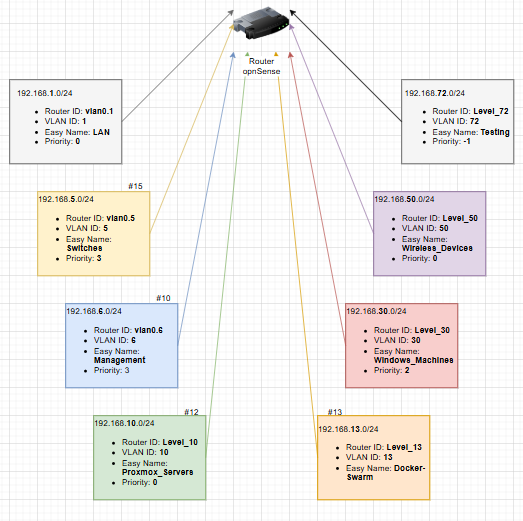 Router
opnSense
192.168.1.0/24
Router ID: vlan0.1
VLAN ID: 1
Easy Name: LAN
Priority: 0
192.168.72.0/24
Router ID: Level_72
VLAN ID: 72
Easy Name: Testing
Priority: -1
#15
192.168.5.0/24
Router ID: vlan0.5
VLAN ID: 5
Easy Name:
Switches
Priority: 3
192.168.50.0/24
Router ID: Level_50
VLAN ID: 50
Easy Name:
Wireless_Devices
Priority: 0
#10
192.168.6.0/24
Router ID: vlan0.6
VLAN ID: 6
Easy Name:
Management
Priority: 3
192.168.30.0/24
Router ID: Level_30
VLAN ID: 30
Easy Name:
Windows_Machines
Priority: 2
#12
192.168.10.0/24
Router ID: Level_10
VLAN ID: 10
Easy Name:
Proxmox_Servers
Priority: 0
#13
192.168.13.0/24
Router ID: Level_13
VLAN ID: 13
Easy Name: Docker-
Swarm